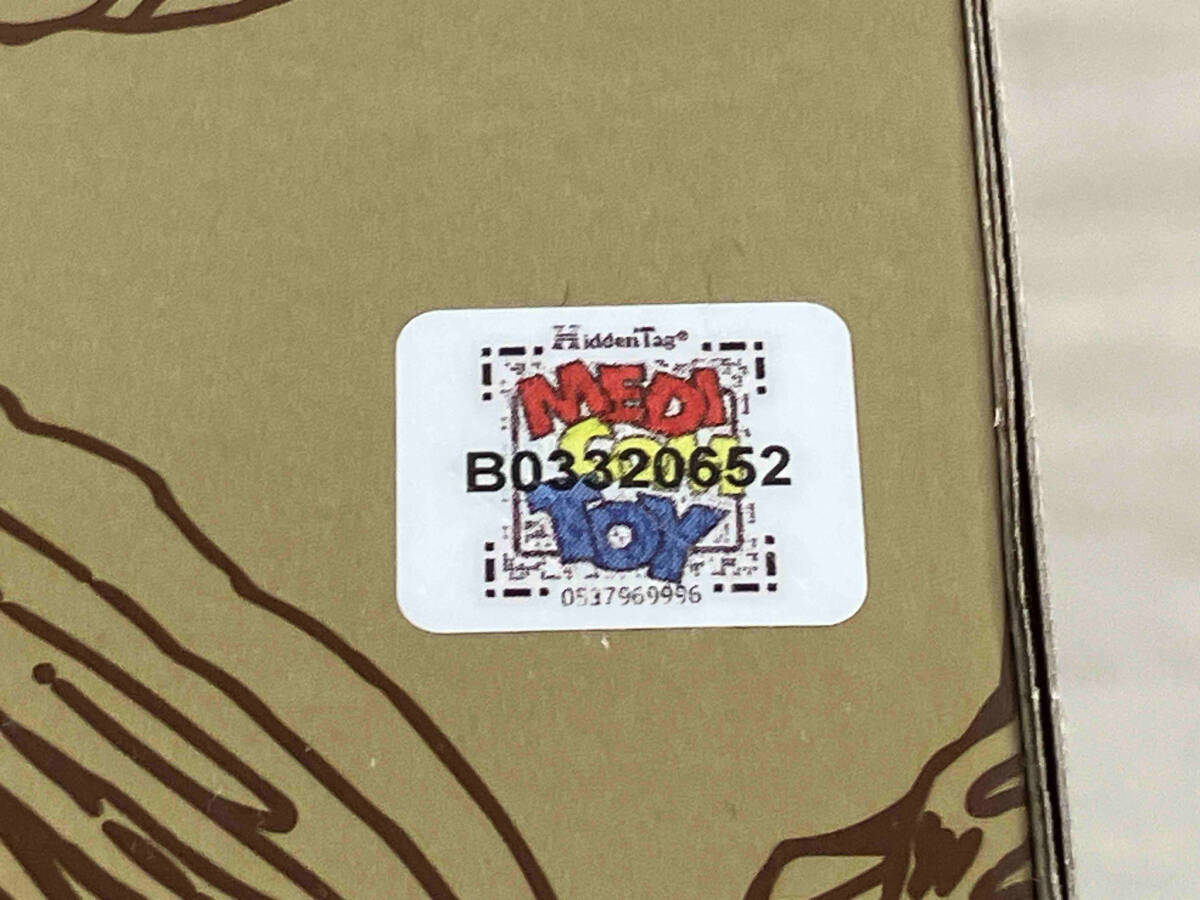 HiddenTag®
MEDI
COM
B03320652
TOY
0537969996